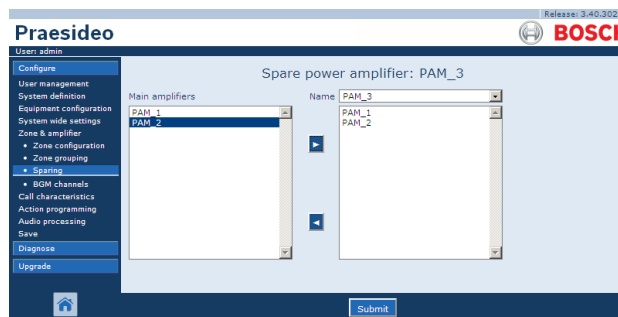 Release: 3.40.302
Praesideo
BOSCH
User: admin
Configure
User management
System definition
Equipment configuration
System wide settings
Zone & amplifier
• Zone configuration
• Zone grouping
• Sparing
• BGM channels
Call characteristics
Action programming
Audio processing
Save
Diagnose
Upgrade
Spare power amplifier: PAM_3
Main amplifiers
Name PAM_3
PAM_1
PAM_2
PAM_1
PAM_2
Submit